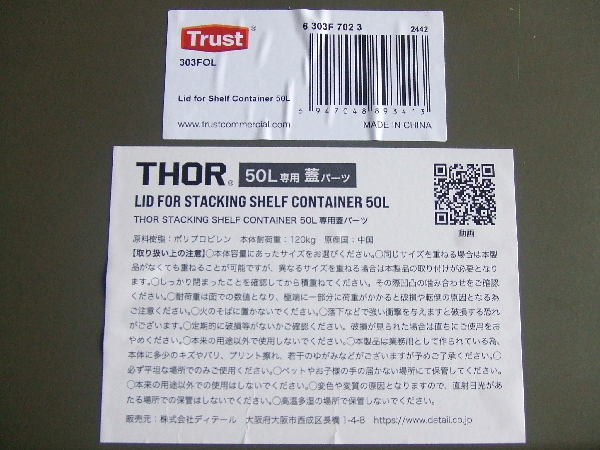 Trust®
6 303F 702 3
2442
303FOL
Lid for Shelf Container 50L
9 947048 893413
www.trustcommercial.com
MADE IN CHINA
THOR® 50L専用 蓋パーツ
LID FOR STACKING SHELF CONTAINER 50L
THOR STACKING SHELF CONTAINER 50L 専用蓋パーツ
動画
原料樹脂：ポリプロピレン 本体耐荷重：120kg 原産国：中国
【取り扱い上の注意】○本体容量にあったサイズをお選びください。○同じサイズを重ねる場合は本製
品がなくても重ねることが可能ですが、異なるサイズを重ねる場合は本製品の取り付けが必要となり
ます。○しっかり閉まったことを確認してから積重ねてください。その際凹凸の噛み合わせをご確認
ください。○耐荷重は面での数値となり、極端に一部分に荷重がかかると破損や転倒の原因となる為
ご注意ください。○火のそばに置かないでください。○落下などで強い衝撃を与えますと破損する恐れ
がございます。○定期的に破損等がないかご確認ください。破損が見られた場合は直ちにご使用をお
やめください。○本来の用途以外で使用しないでください。○本製品は業務用として作られている為、
本体に多少のキズやバリ、プリント擦れ、若干のゆがみなどがございますが予めご了承ください。○
必ず平坦な場所でのみご使用ください。○ペットやお子様の手の届かない場所にて保管してください。
○本来の用途以外での使用はしないでください。○変色や変質の原因となりますので、直射日光があ
たる場所での保管はしないでください。○高温多湿の場所で保管しないでください。
販売元：株式会社ディテール 大阪府大阪市西成区長橋1-4-8 https://www.detail.co.jp